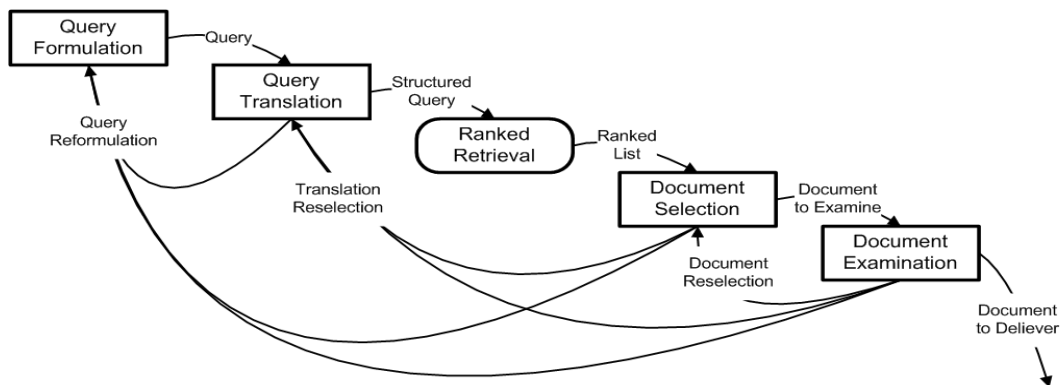 Query
Formulation
Query
Query
Translation
Structured
Query
Query
Reformulation
Ranked
Retrieval
Ranked
List
Translation
Reselection
Document
Selection
Document
to Examine
Document
Examination
Document
Reselection
Document
to Deliever